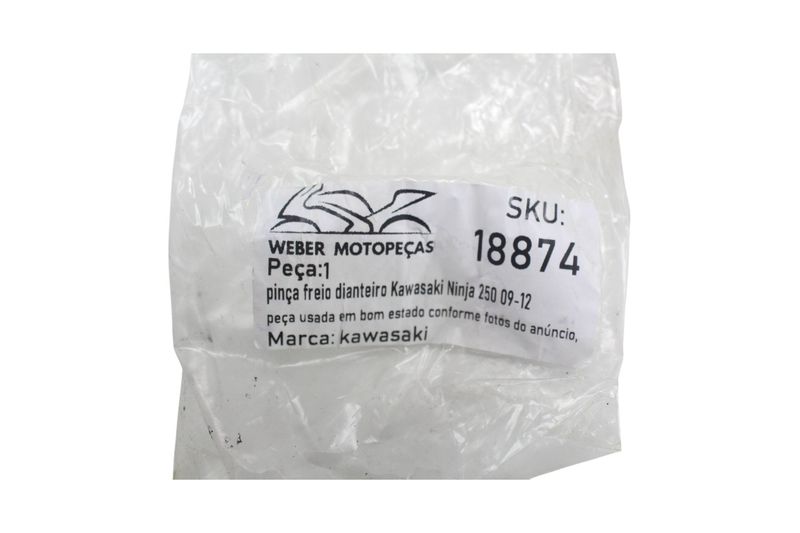 WEBER MOTOPEÇAS
SKU:
18874
Peça:1
pinça freio dianteiro Kawasaki Ninja 250 09-12
peça usada em bom estado conforme fotos do anúncio,
Marca: kawasaki